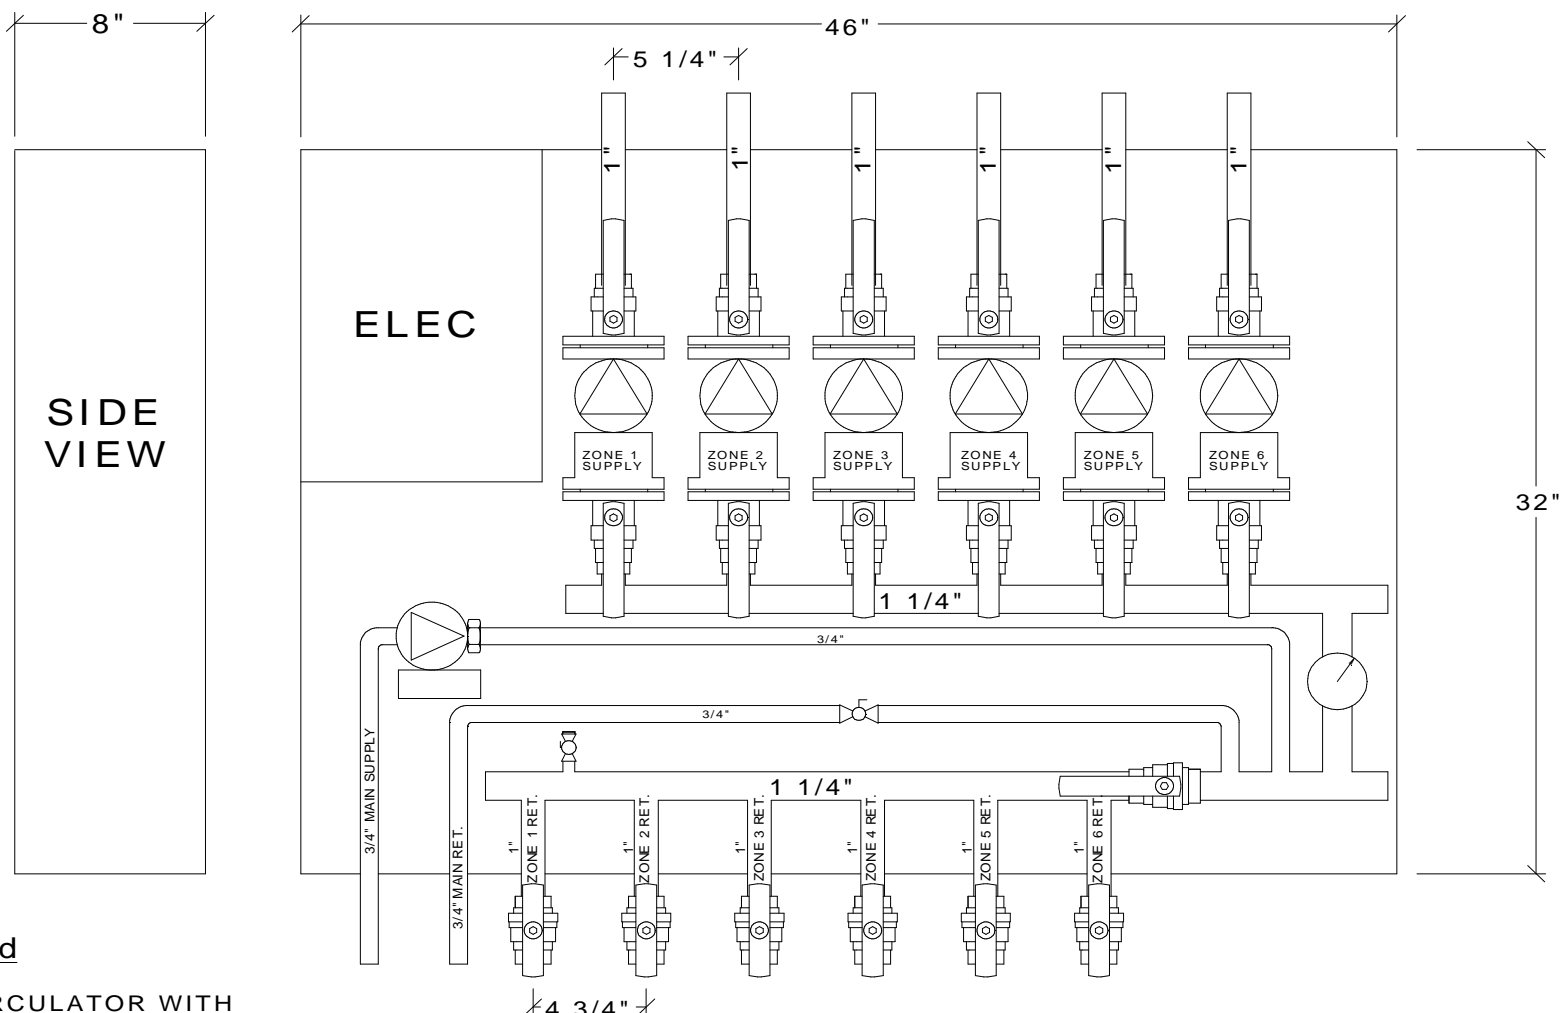 8"
46"
5 1/4"
1"
1"
1"
1"
1"
1"
ELEC
SIDE
VIEW
ZONE 1
SUPPLY
ZONE 2
SUPPLY
ZONE 3
SUPPLY
ZONE 4
SUPPLY
ZONE 5
SUPPLY
ZONE 6
SUPPLY
32"
1 1/4"
3/4"
3/4"
1 1/4"
3/4" MAIN SUPPLY
3/4" MAIN RET.
1"
ZONE 1 RET.
1"
ZONE 2 RET.
1"
ZONE 3 RET.
1"
ZONE 4 RET.
1"
ZONE 5 RET.
1"
ZONE 6 RET.
d
RCULATOR WITH
4 3/4"